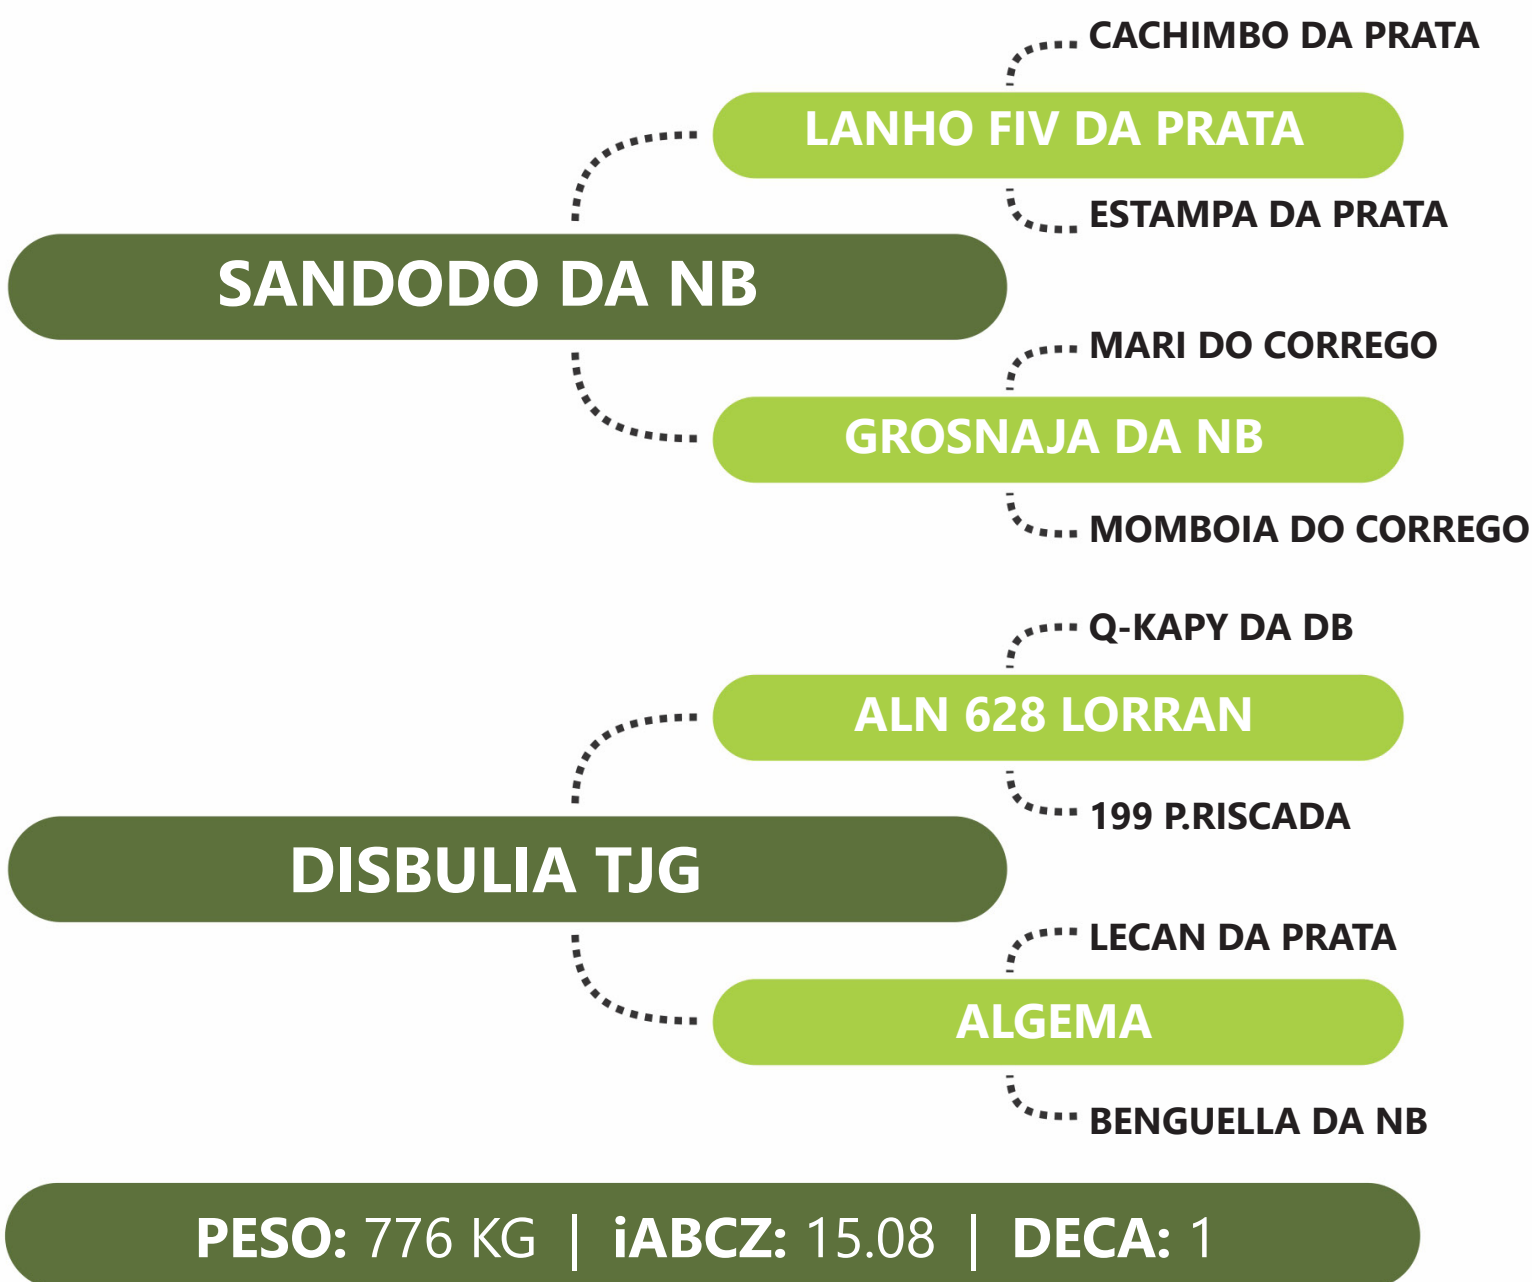 CACHIMBO DA PRATA
LANHO FIV DA PRATA
ESTAMPA DA PRATA
SANDODO DA NB
MARI DO CORREGO
GROSNAJA DA NB
MOMBOIA DO CORREGO
Q-KAPY DA DB
ALN 628 LORRAN
199 P.RISCADA
DISBULIA TJG
LECAN DA PRATA
ALGEMA
BENGUELLA DA NB
PESO: 776 KG | iABCZ: 15.08 | DECA: 1